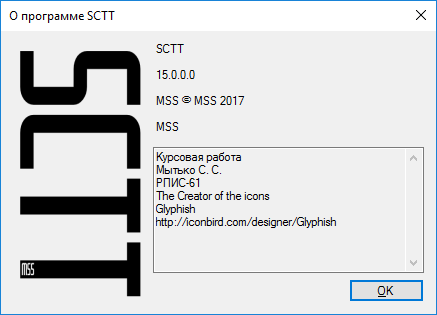 О программе SCTT
SCTT
MSS
SCTT
15.0.0.0
MSS © MSS 2017
MSS
Курсовая работа
Мытько С. С.
РПИС-61
The Creator of the icons
Glyphish
http://iconbird.com/designer/Glyphish
OK